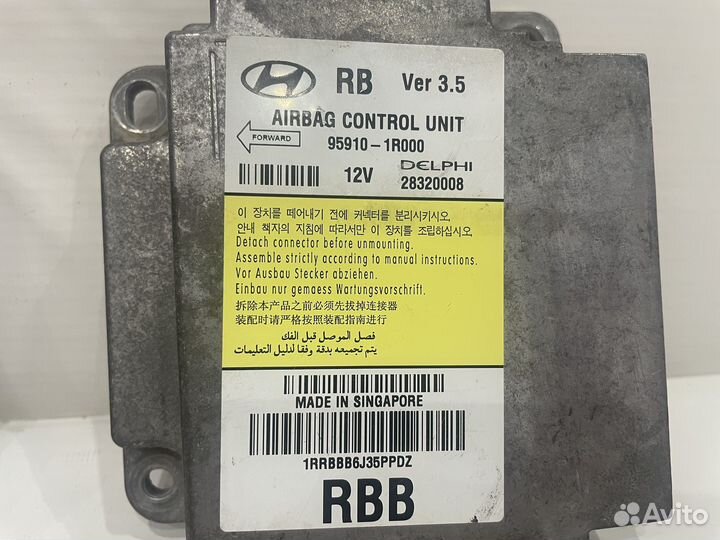 RB Ver 3.5
AIRBAG CONTROL UNIT
FORWARD
95910-1R000
12V DELPHI
28320008
이 장치를 떼어내기 전에 커넥터를 분리시키시오.
안내 책자의 지침에 따라서만 이 장치를 조립하십시오.
Detach connector before unmounting.
Assemble strictly according to manual instructions.
Vor Ausbau Stecker abziehen.
Einbau nur gemaess Wartungsvorschrift.
拆除本产品之前必须先拔掉连接器
装配时请严格按照装配指南进行
فصل الموصل قبل الفك
يتم تجميعه بدقة وفقا لدليل التعليمات
MADE IN SINGAPORE
1RRBBB6J35PPDZ
RBB
Avito